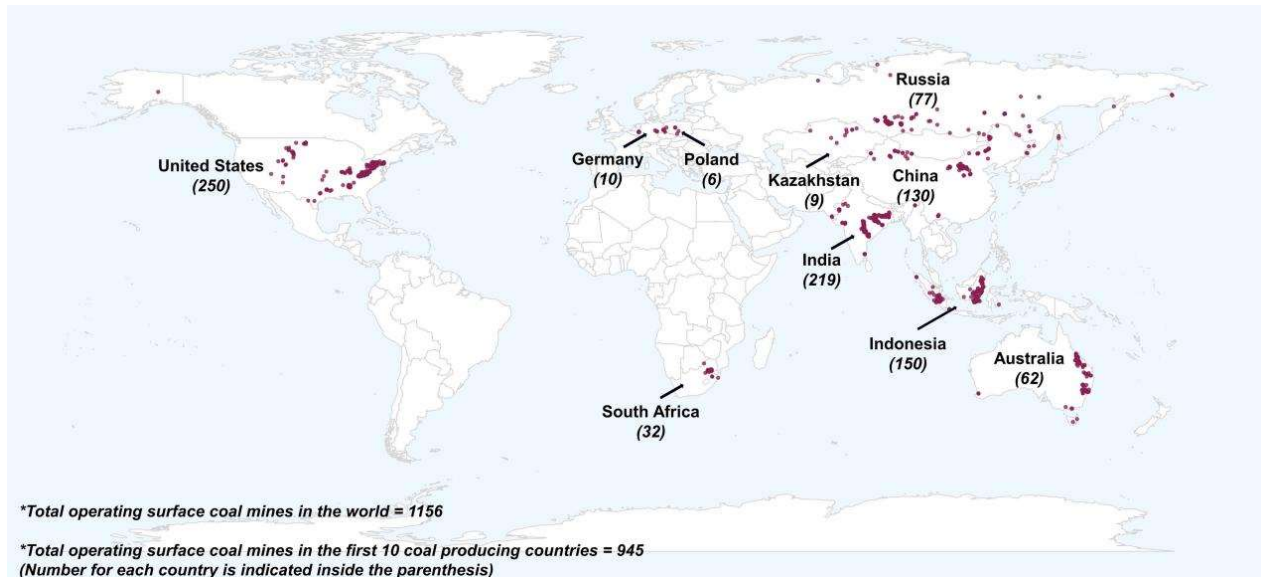 Russia
(77)
United States
(250)
Germany
(10)
Poland
(6)
Kazakhstan
(9)
China
(130)
India
(219)
Indonesia
(150)
Australia
(62)
South Africa
(32)
*Total operating surface coal mines in the world = 1156
*Total operating surface coal mines in the first 10 coal producing countries = 945
(Number for each country is indicated inside the parenthesis)